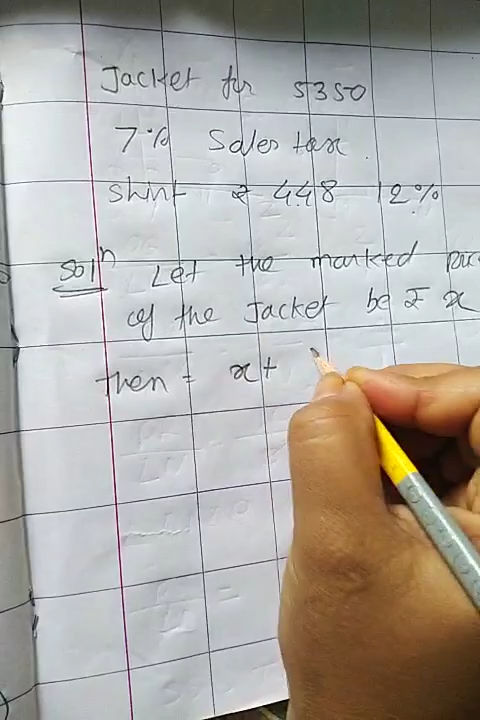 Jacket for 5350
7% Sales tax.
Shirt ₹ 448 12%
Solⁿ Let the marked
of the Jacket be ₹ x
then = x+